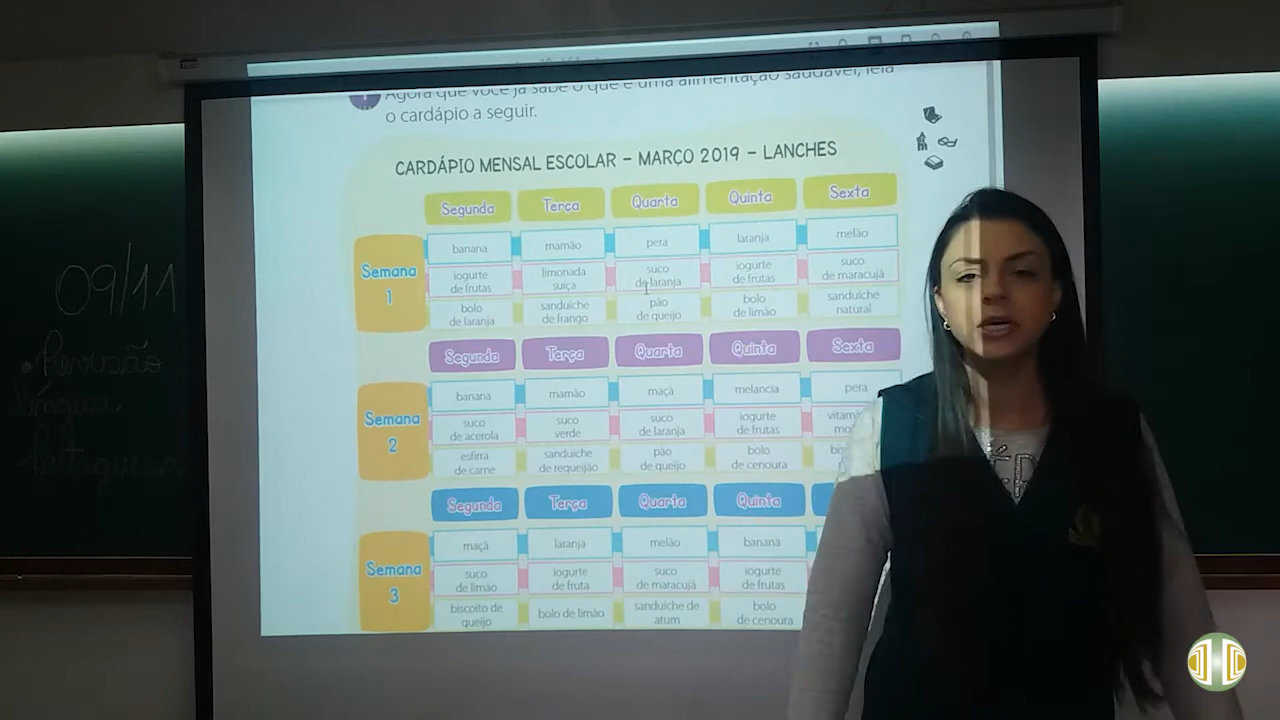 09/11
Agora que você já sabe o que é uma alimentação saudável, leia
o cardápio a seguir.
CARDÁPIO MENSAL ESCOLAR – MARÇO 2019 – LANCHES
Segunda Terça Quarta Quinta Sexta
Semana
1
banana mamão pera laranja melão
iogurte limonada suco iogurte suco
de frutas suíça de laranja de frutas de maracujá
bolo sanduíche pão bolo sanduíche
de laranja de frango de queijo de limão natural
Segunda Terça Quarta Quinta Sexta
Semana
2
banana mamão maçã melancia pera
suco suco suco iogurte
de acerola verde de laranja de frutas
esfirra sanduíche pão bolo
de carne de requeijão de queijo de cenoura
Segunda Terça Quarta Quinta
Semana
3
maçã laranja melão banana
suco iogurte suco iogurte
de limão de fruta de maracujá de frutas
biscoito de bolo de limão sanduíche de bolo
queijo atum de cenoura